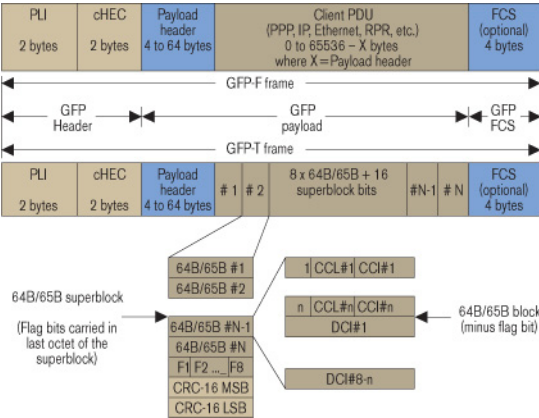 PLI
2 bytes
cHEC
2 bytes
Payload
header
4 to 64 bytes
Client PDU
(PPP, IP, Ethernet, RPR, etc.)
0 to 65536 – X bytes
where X=Payload header
FCS
(optional)
4 bytes
GFP-F frame
GFP
Header
GFP
payload
GFP
FCS
GFP-T frame
PLI
2 bytes
cHEC
2 bytes
Payload
header
4 to 64 bytes
# 1
# 2
8 x 64B/65B + 16
superblock bits
#N-1
# N
FCS
(optional)
4 bytes
64B/65B #1
64B/65B #2
64B/65B superblock
(Flag bits carried in
last octet of the
superblock)
64B/65B #N-1
64B/65B #N
F1 F2 ... F8
CRC-16 MSB
CRC-16 LSB
1 CCL#1 CCI#1
n CCL#n CCI#n
DCI#1
DCI#8-n
64B/65B block
(minus flag bit)